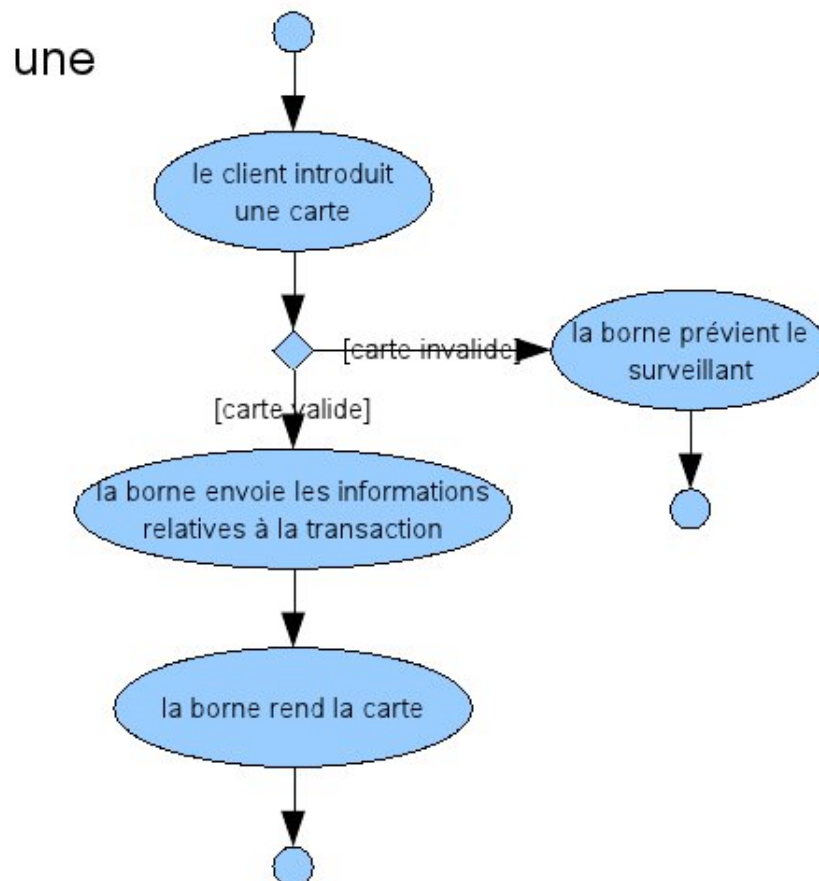 une
le client introduit
une carte
[carte invalide]
la borne prévient le
surveillant
[carte valide]
la borne envoie les informations
relatives à la transaction
la borne rend la carte